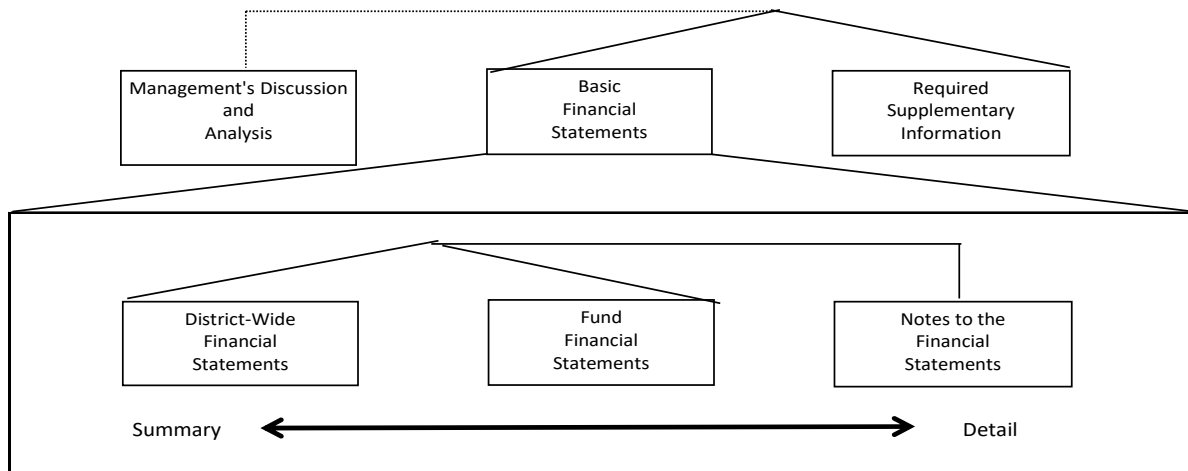 Management's Discussion
and
Analysis
Basic
Financial
Statements
Required
Supplementary
Information
District-Wide
Financial
Statements
Fund
Financial
Statements
Notes to the
Financial
Statements
Summary
Detail